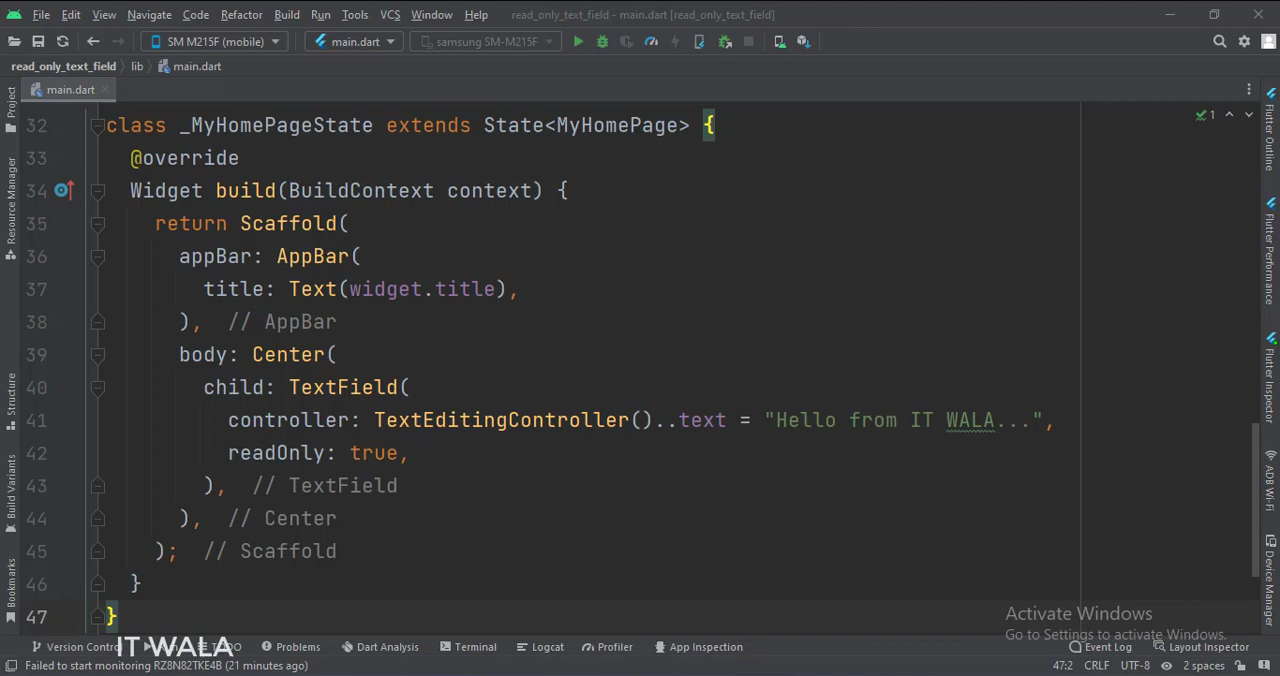 File Edit View Navigate Code Refactor Build Run Tools VCS Window Help read_only_text_field - main.dart [read_only_text_field]
SM M215F (mobile) main.dart samsung SM-M215F
read_only_text_field lib main.dart
main.dart
32 class _MyHomePageState extends State<MyHomePage> {
33 @override
34 Widget build(BuildContext context) {
35 return Scaffold(
36 appBar: AppBar(
37 title: Text(widget.title),
38 ), // AppBar
39 body: Center(
40 child: TextField(
41 controller: TextEditingController()..text = "Hello from IT WALA...",
42 readOnly: true,
43 ), // TextField
44 ), // Center
45 ); // Scaffold
46 }
47 }
1
Project
Resource Manager
Structure
Build Variants
Bookmarks
Flutter Outline
Flutter Performance
Flutter Inspector
ADB Wi-Fi
Device Manager
Activate Windows
Go to Settings to activate Windows.
IT WALA
Version Control TODO Problems Dart Analysis Terminal Logcat Profiler App Inspection Event Log Layout Inspector
Failed to start monitoring RZ8N82TKE4B (21 minutes ago) 47:2 CRLF UTF-8 2 spaces